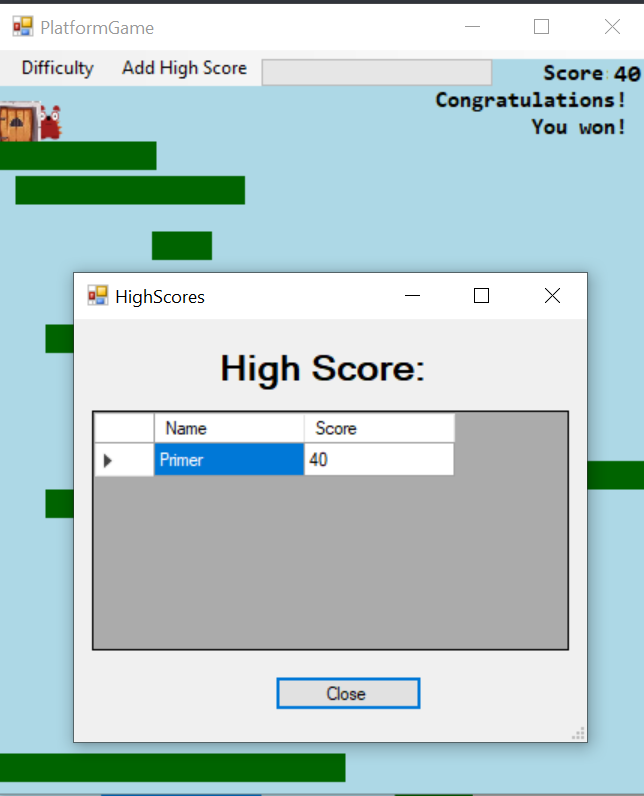 PlatformGame
Difficulty Add High Score
Score: 40
Congratulations!
You won!
HighScores
High Score:
Name Score
Primer 40
Close